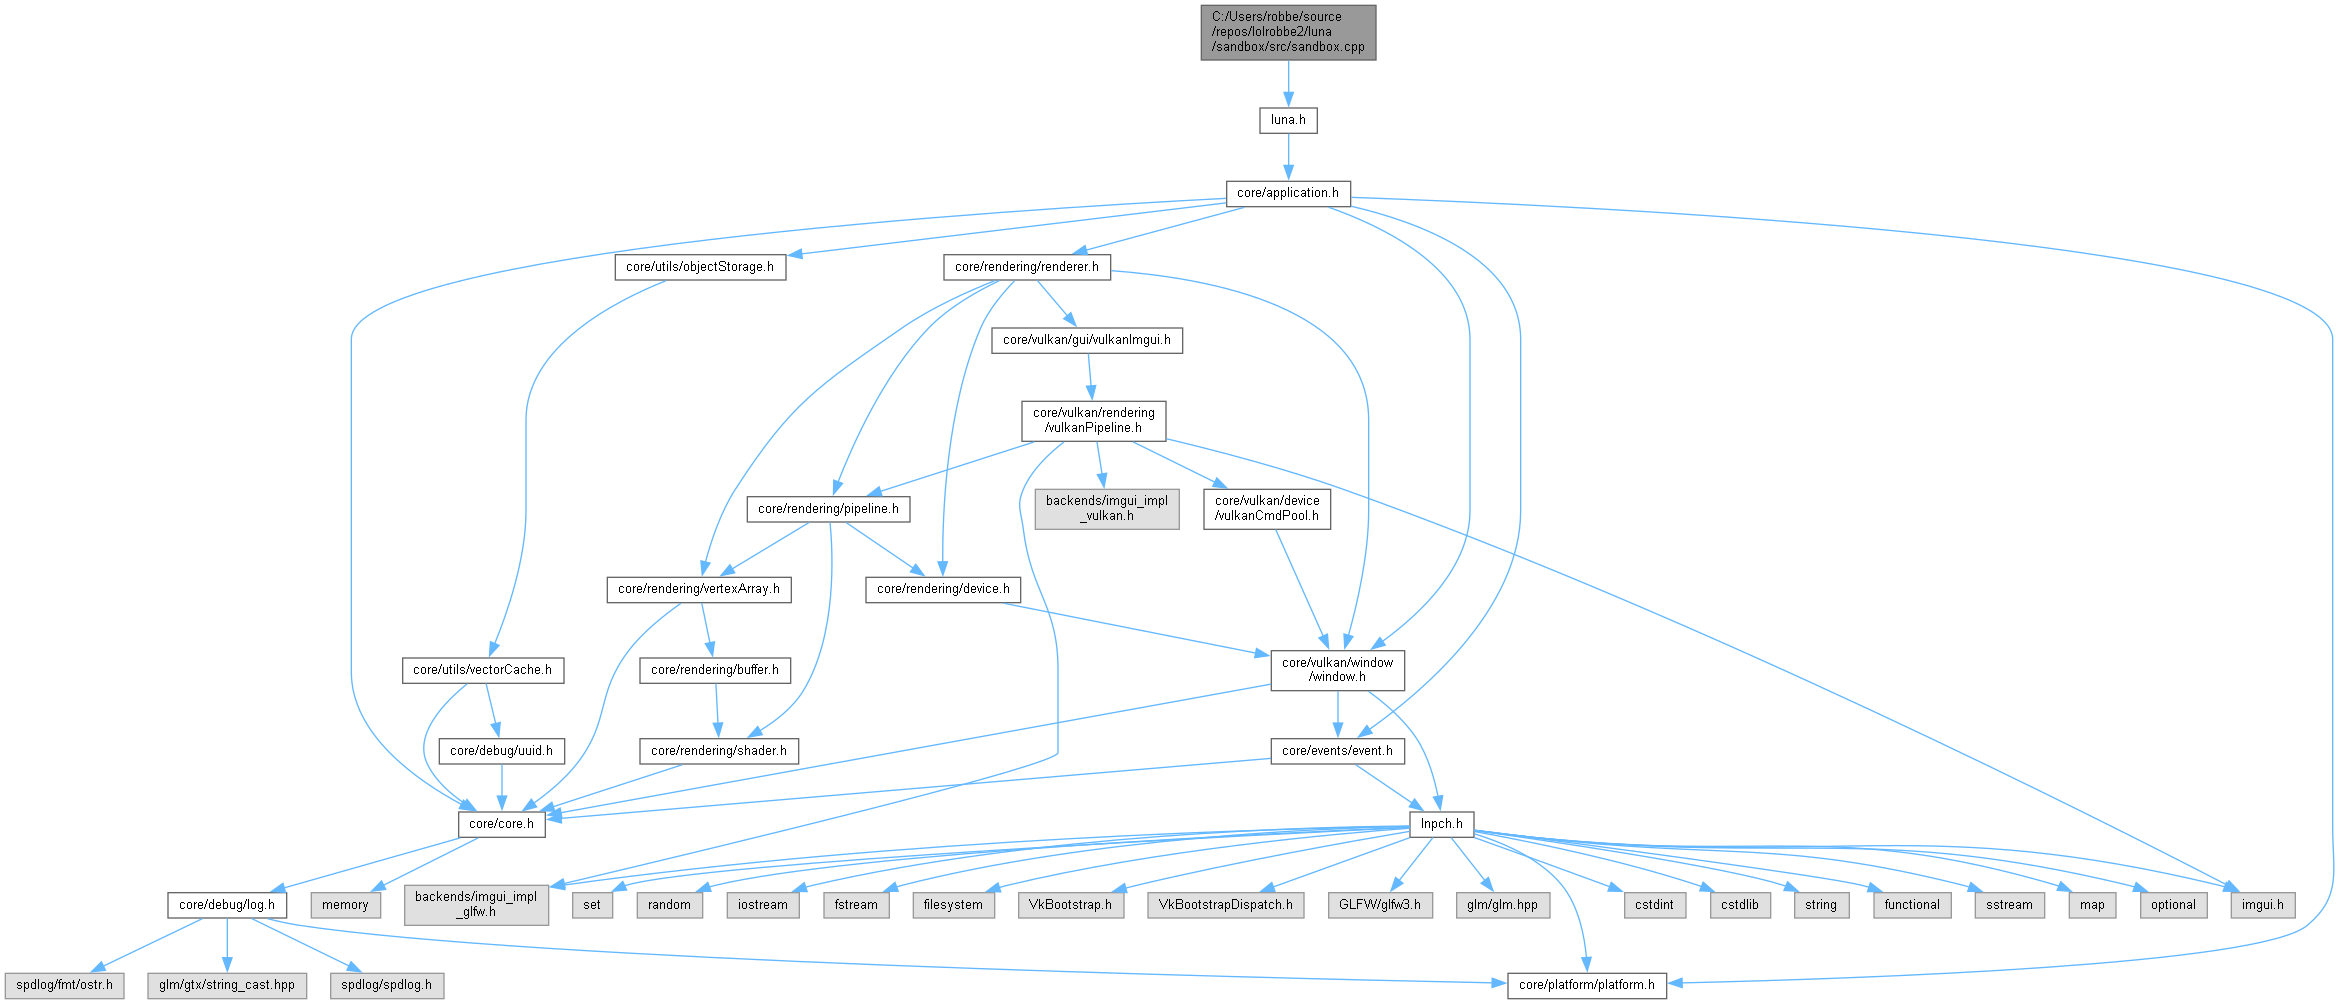 C:/Users/robbe/source
/repos/lolrobbe2/luna
/sandbox/src/sandbox.cpp
luna.h
core/application.h
core/utils/objectStorage.h
core/rendering/renderer.h
core/vulkan/gui/vulkanImgui.h
core/vulkan/rendering
/vulkanPipeline.h
core/rendering/pipeline.h
backends/imgui_impl
_vulkan.h
core/vulkan/device
/vulkanCmdPool.h
core/rendering/vertexArray.h
core/rendering/device.h
core/utils/vectorCache.h
core/rendering/buffer.h
core/vulkan/window
/window.h
core/debug/uuid.h
core/rendering/shader.h
core/events/event.h
core/core.h
lnpch.h
core/debug/log.h
memory
backends/imgui_impl
_glfw.h
set
random
iostream
fstream
filesystem
VkBootstrap.h
VkBootstrapDispatch.h
GLFW/glfw3.h
glm/glm.hpp
cstdint
cstdlib
string
functional
sstream
map
optional
imgui.h
spdlog/fmt/ostr.h
glm/gtx/string_cast.hpp
spdlog/spdlog.h
core/platform/platform.h